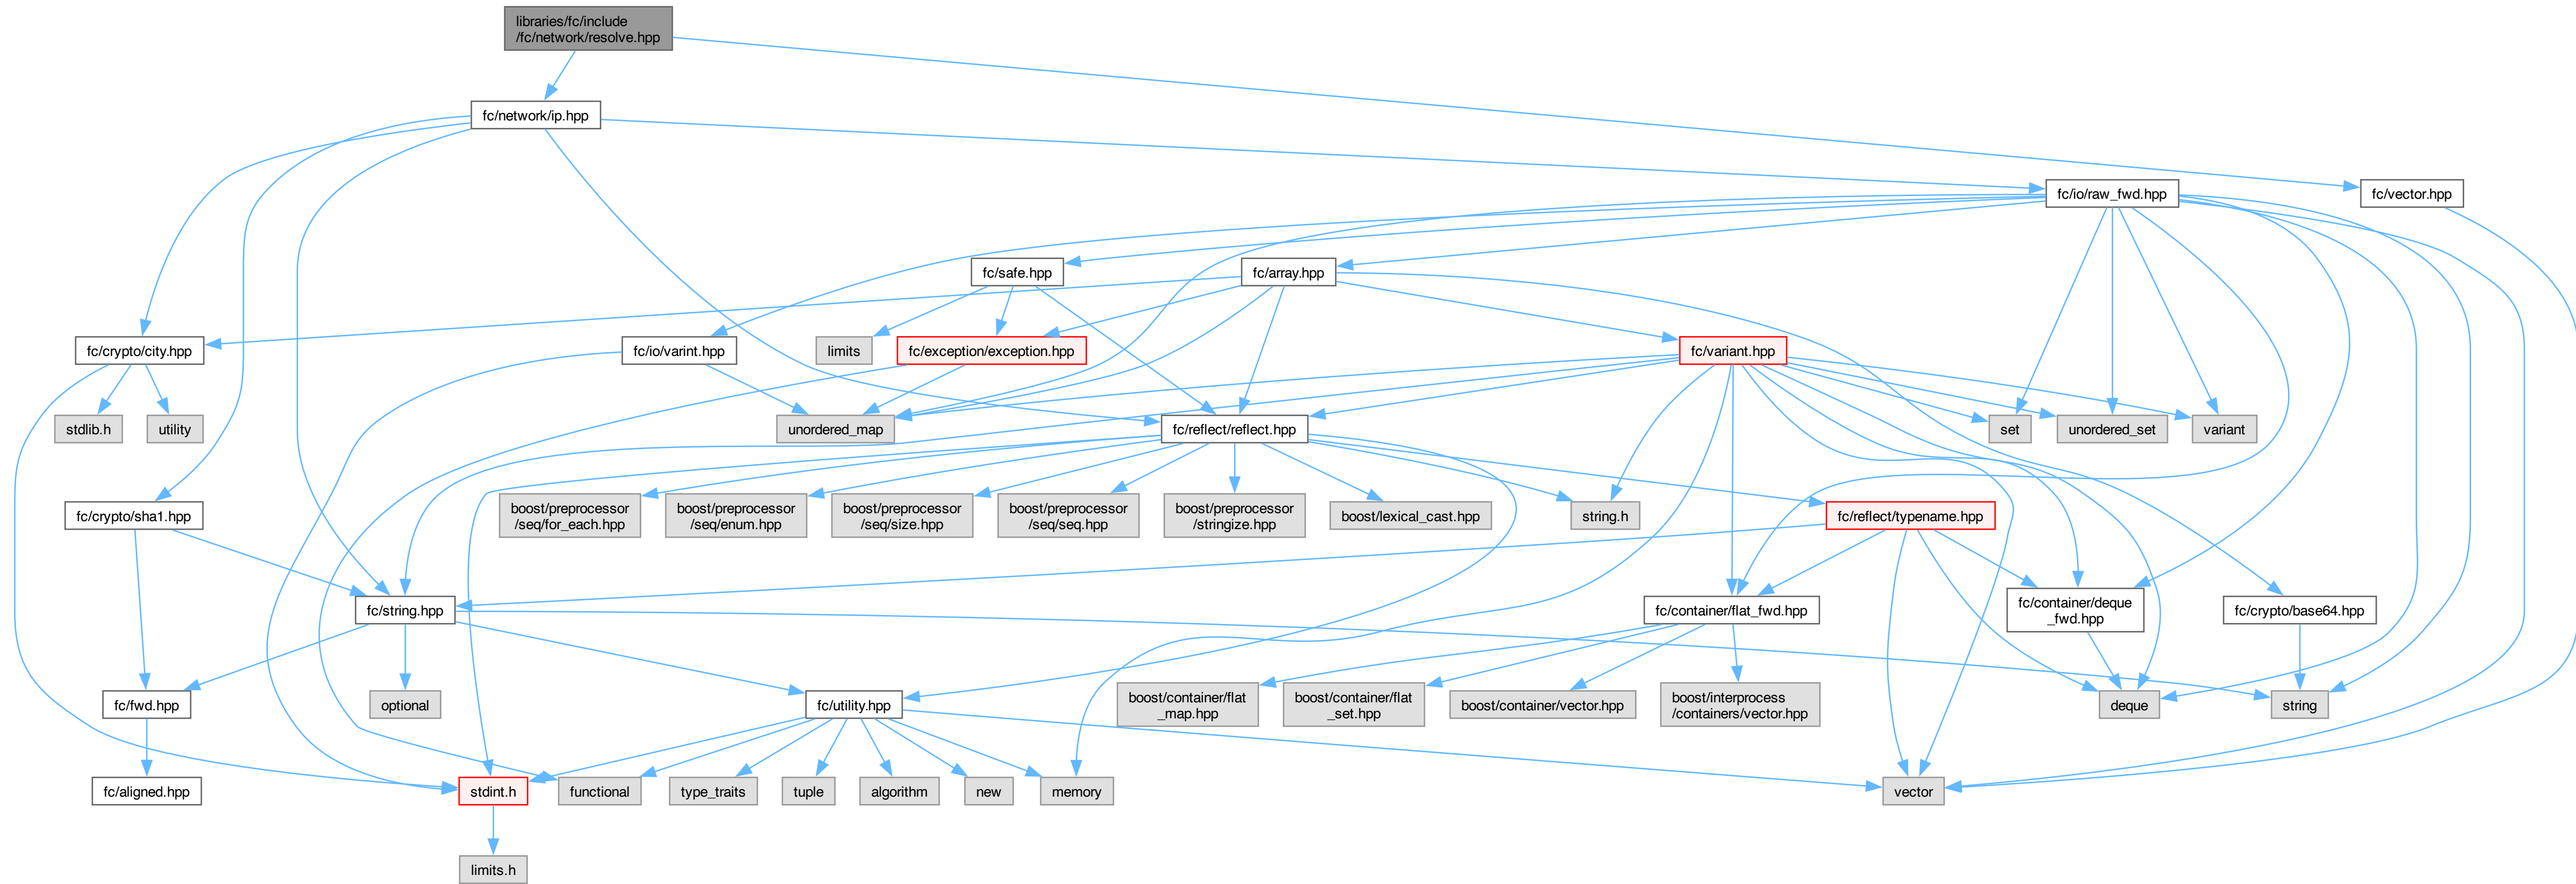 libraries/fc/include
/fc/network/resolve.hpp
fc/network/ip.hpp
fc/io/raw_fwd.hpp
fc/vector.hpp
fc/safe.hpp
fc/array.hpp
fc/crypto/city.hpp
fc/io/varint.hpp
limits
fc/exception/exception.hpp
fc/variant.hpp
stdlib.h
utility
unordered_map
fc/reflect/reflect.hpp
set
unordered_set
variant
fc/crypto/sha1.hpp
boost/preprocessor
/seq/for_each.hpp
boost/preprocessor
/seq/enum.hpp
boost/preprocessor
/seq/size.hpp
boost/preprocessor
/seq/seq.hpp
boost/preprocessor
/stringize.hpp
boost/lexical_cast.hpp
string.h
fc/reflect/typename.hpp
fc/string.hpp
fc/container/flat_fwd.hpp
fc/container/deque
_fwd.hpp
fc/crypto/base64.hpp
fc/fwd.hpp
optional
fc/utility.hpp
boost/container/flat
_map.hpp
boost/container/flat
_set.hpp
boost/container/vector.hpp
boost/interprocess
/containers/vector.hpp
deque
string
fc/aligned.hpp
stdint.h
functional
type_traits
tuple
algorithm
new
memory
vector
limits.h